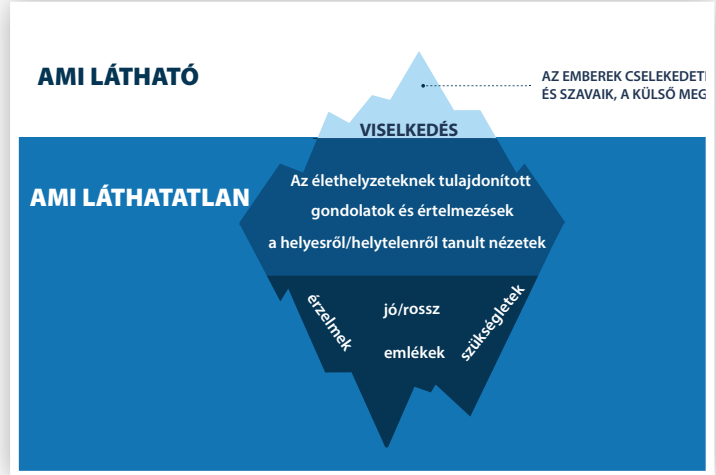 AMI LÁTHATÓ
AZ EMBEREK CSELEKEDET
ÉS SZAVAIK, A KÜLSŐ MEG
VISELKEDÉS
AMI LÁTHATATLAN
Az élethelyzeteknek tulajdonított
gondolatok és értelmezések
a helyesről/helytelenről tanult nézetek
érzelmek
jó/rossz
emlékek
szükségletek